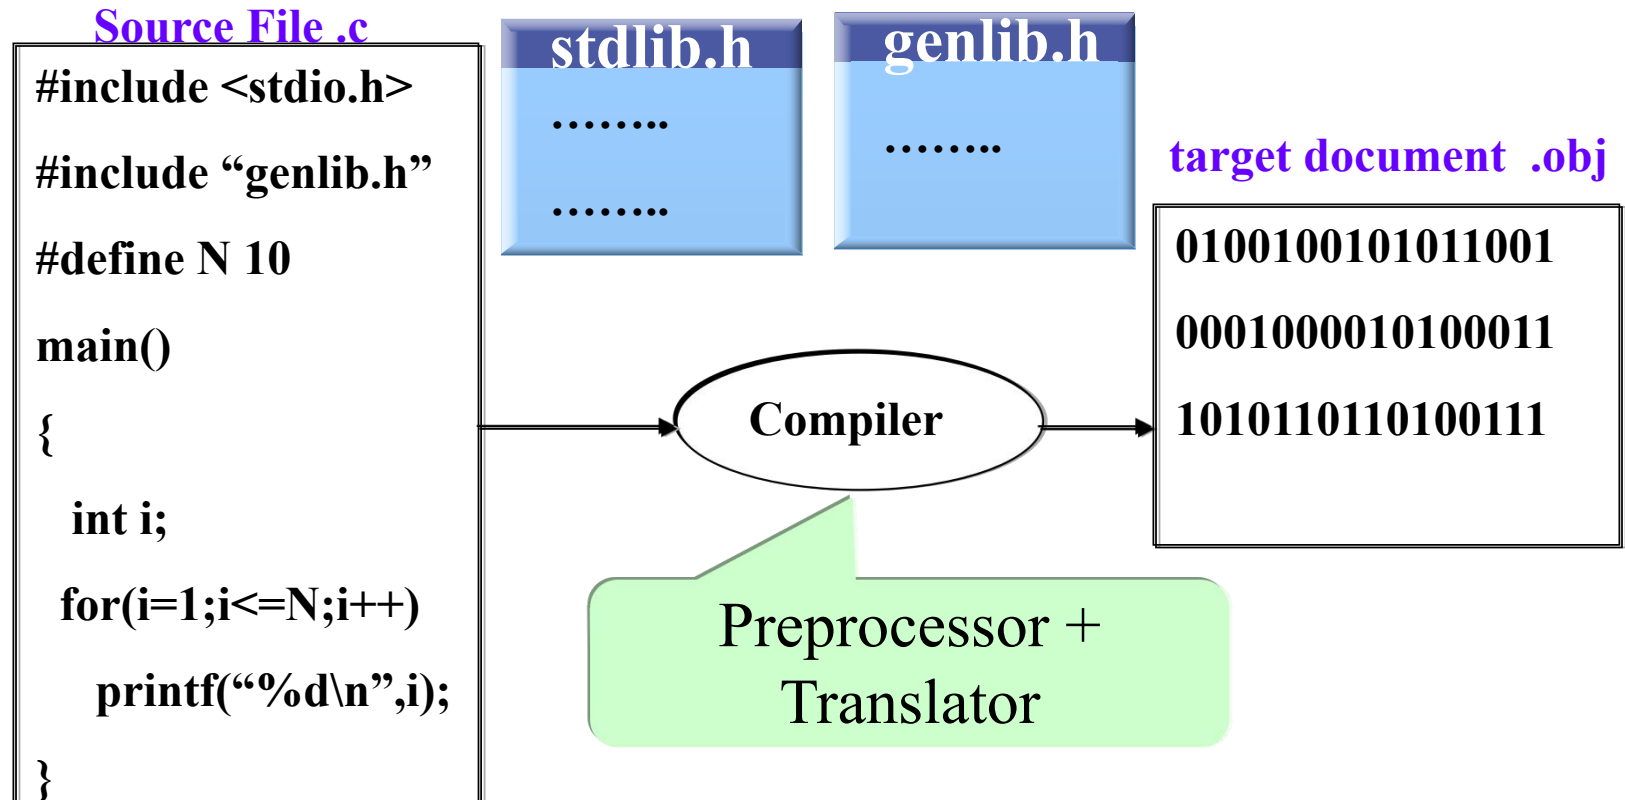 Source File .c
#include <stdio.h>
#include “genlib.h”
#define N 10
main()
{
int i;
for(i=1;i<=N;i++)
printf(“%d\n”,i);
}
stdlib.h
……..
……..
genlib.h
……..
Compiler
Preprocessor +
Translator
target document .obj
0100100101011001
0001000010100011
1010110110100111